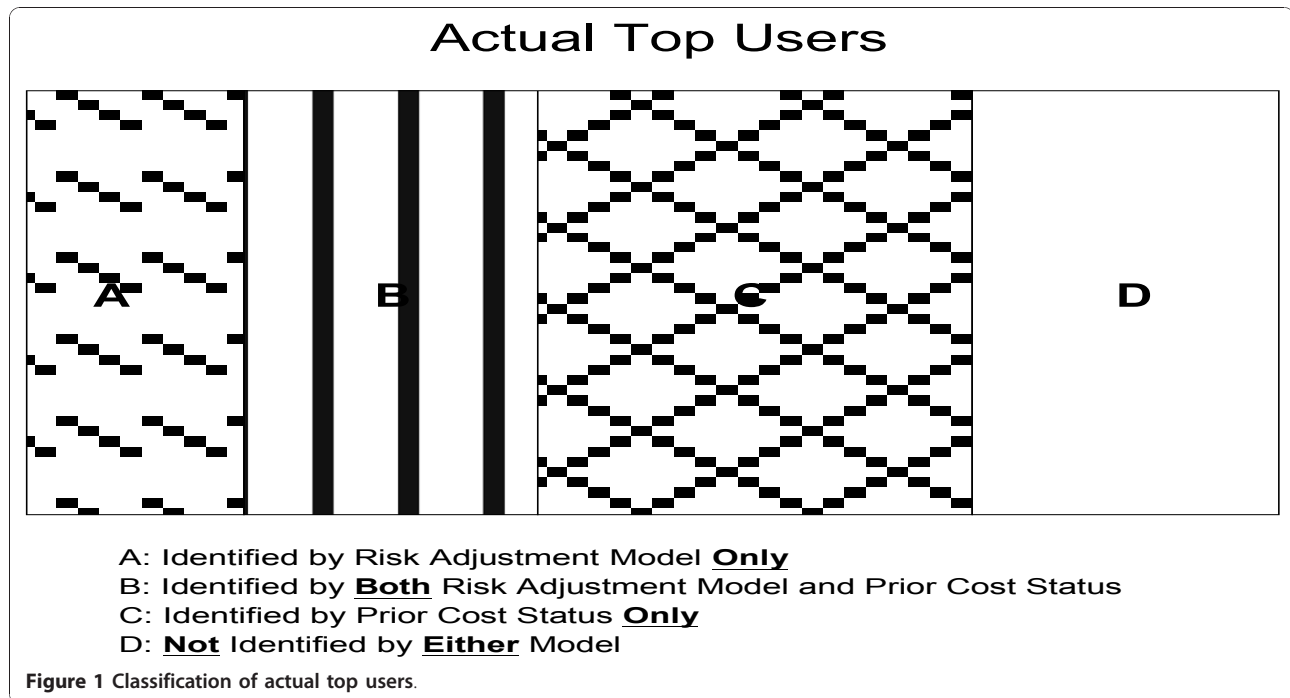 Actual Top Users
A B C D
A: Identified by Risk Adjustment Model Only
B: Identified by Both Risk Adjustment Model and Prior Cost Status
C: Identified by Prior Cost Status Only
D: Not Identified by Either Model
Figure 1 Classification of actual top users.